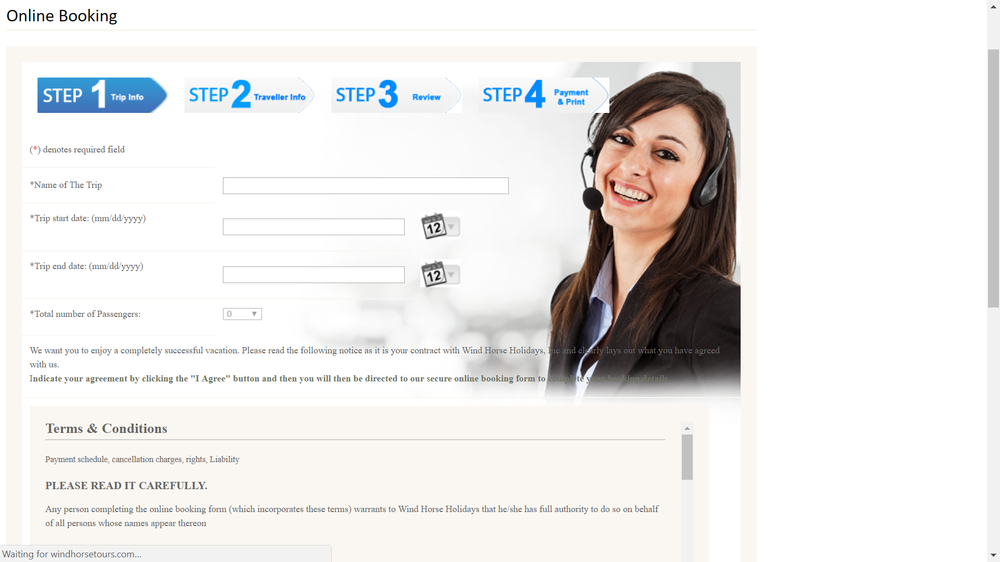 Online Booking
STEP 1 Trip Info
STEP 2 Traveller Info
STEP 3 Review
STEP 4 Payment & Print
(*) denotes required field
*Name of The Trip
*Trip start date: (mm/dd/yyyy)
12
*Trip end date: (mm/dd/yyyy)
12
*Total number of Passengers:
0
We want you to enjoy a completely successful vacation. Please read the following notice as it is your contract with Wind Horse Holidays, Inc and clearly lays out what you have agreed
with us.
Indicate your agreement by clicking the "I Agree" button and then you will then be directed to our secure online booking form to complete your booking details.
Terms & Conditions
Payment schedule, cancellation charges, rights, Liability
PLEASE READ IT CAREFULLY.
Any person completing the online booking form (which incorporates these terms) warrants to Wind Horse Holidays that he/she has full authority to do so on behalf
of all persons whose names appear thereon
Waiting for windhorsetours.com...